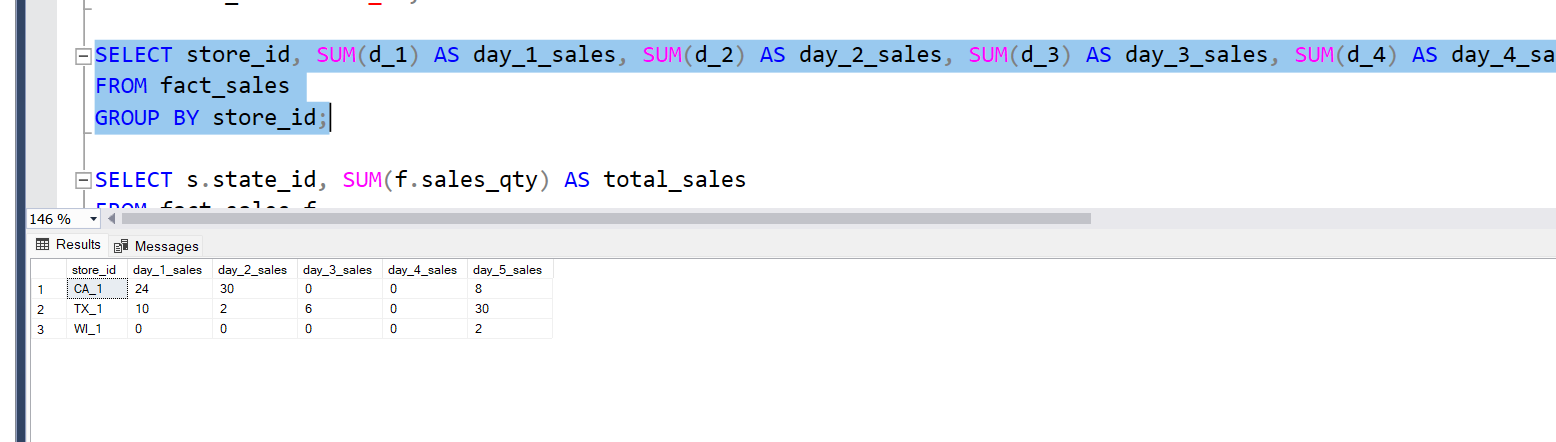 SELECT store_id, SUM(d_1) AS day_1_sales, SUM(d_2) AS day_2_sales, SUM(d_3) AS day_3_sales, SUM(d_4) AS day_4_sa
FROM fact_sales
GROUP BY store_id;
SELECT s.state_id, SUM(f.sales_qty) AS total_sales
FROM fact_sales f
146 %
Results Messages
store_id day_1_sales day_2_sales day_3_sales day_4_sales day_5_sales
1 CA_1 24 30 0 0 8
2 TX_1 10 2 6 0 30
3 WI_1 0 0 0 0 2